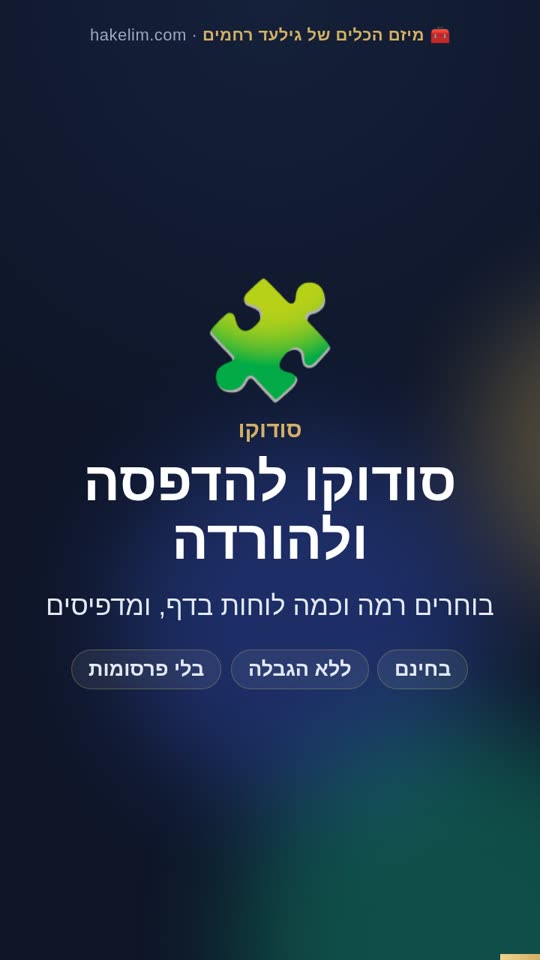 🧰 מיזם הכלים של גילעד רחמים · hakelim.com
סודוקו
סודוקו להדפסה
ולהורדה
בוחרים רמה וכמה לוחות בדף, ומדפיסים
בחינם
ללא הגבלה
בלי פרסומות